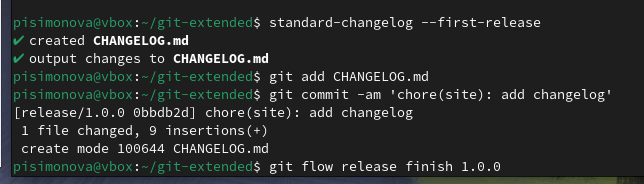 pisimonova@vbox:~/git-extended$ standard-changelog --first-release
✔ created CHANGELOG.md
✔ output changes to CHANGELOG.md
pisimonova@vbox:~/git-extended$ git add CHANGELOG.md
pisimonova@vbox:~/git-extended$ git commit -am 'chore(site): add changelog'
[release/1.0.0 0bbdb2d] chore(site): add changelog
 1 file changed, 9 insertions(+)
 create mode 100644 CHANGELOG.md
pisimonova@vbox:~/git-extended$ git flow release finish 1.0.0